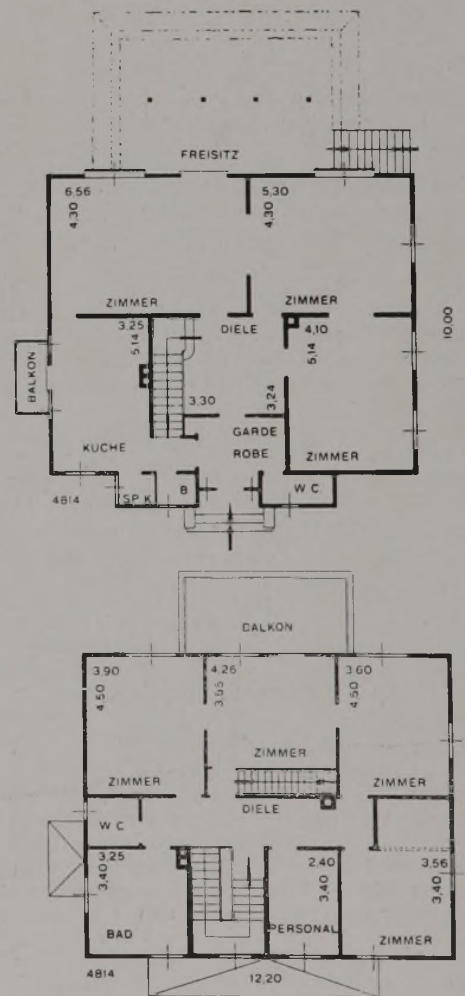 FREISITZ
6,56
4,30
5,30
4,30
ZIMMER
ZIMMER
3,25
5,14
DIELE
4,10
5,14
10,00
BALKON
3,30
3,24
KÜCHE
GARDE
ROBE
ZIMMER
4814
SP.K.
B
W.C.
BALKON
3,90
4,50
4,26
3,55
3,60
4,50
ZIMMER
ZIMMER
ZIMMER
DIELE
W C
3,25
3,40
2,40
3,40
3,56
3,40
BAD
PERSONAL
ZIMMER
4814
12,20